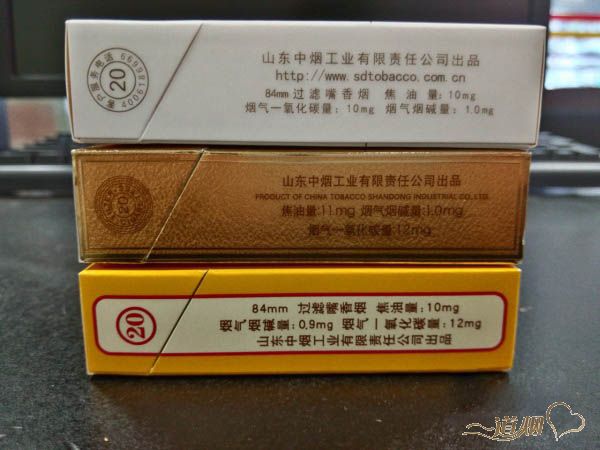 20
山东中烟工业有限责任公司出品
http://www.sdtobacco.com.cn
84mm 过滤嘴香烟 焦油量:10mg
烟气一氧化碳量:10mg 烟气烟碱量:1.0mg
20
山东中烟工业有限责任公司出品
PRODUCT OF CHINA TOBACCO SHANDONG INDUSTRIAL CO.,LTD.
焦油量:11mg 烟气烟碱量:1.0mg
烟气一氧化碳量:12mg
20
84mm 过滤嘴香烟 焦油量:10mg
烟气烟碱量:0.9mg 烟气一氧化碳量:12mg
山东中烟工业有限责任公司出品